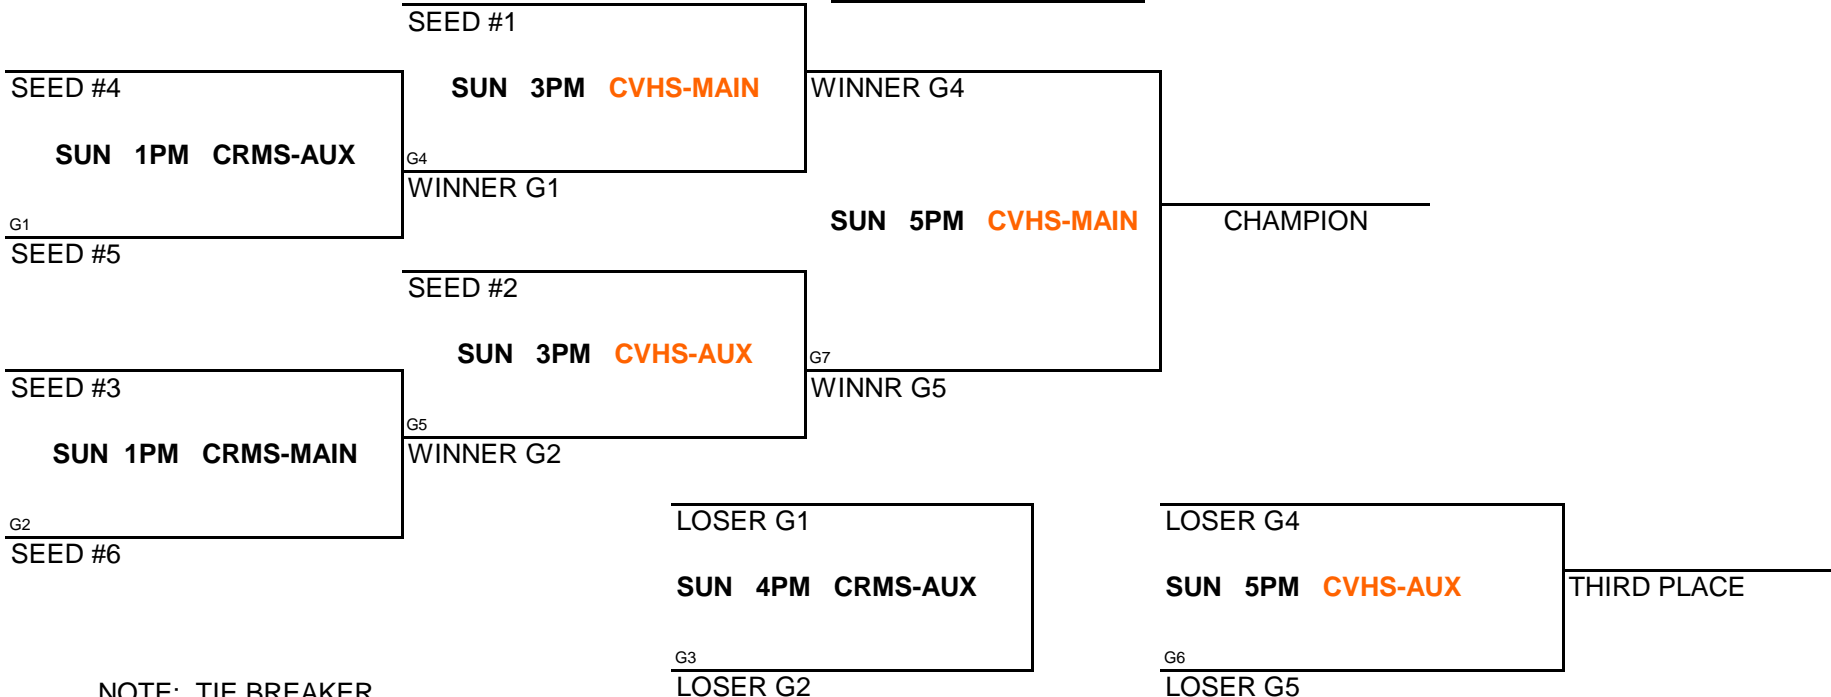 SEED #1
SEED #4
SUN 3PM CVHS-MAIN
WINNER G4
SUN 1PM CRMS-AUX
G4
WINNER G1
G1
SUN 5PM CVHS-MAIN
CHAMPION
SEED #5
SEED #2
SUN 3PM CVHS-AUX
G7
SEED #3
WINNR G5
G5
SUN 1PM CRMS-MAIN
WINNER G2
G2
LOSER G1
LOSER G4
SEED #6
SUN 4PM CRMS-AUX
SUN 5PM CVHS-AUX
THIRD PLACE
G3
G6
NOTE: TIE BREAKER
LOSER G2
LOSER G5